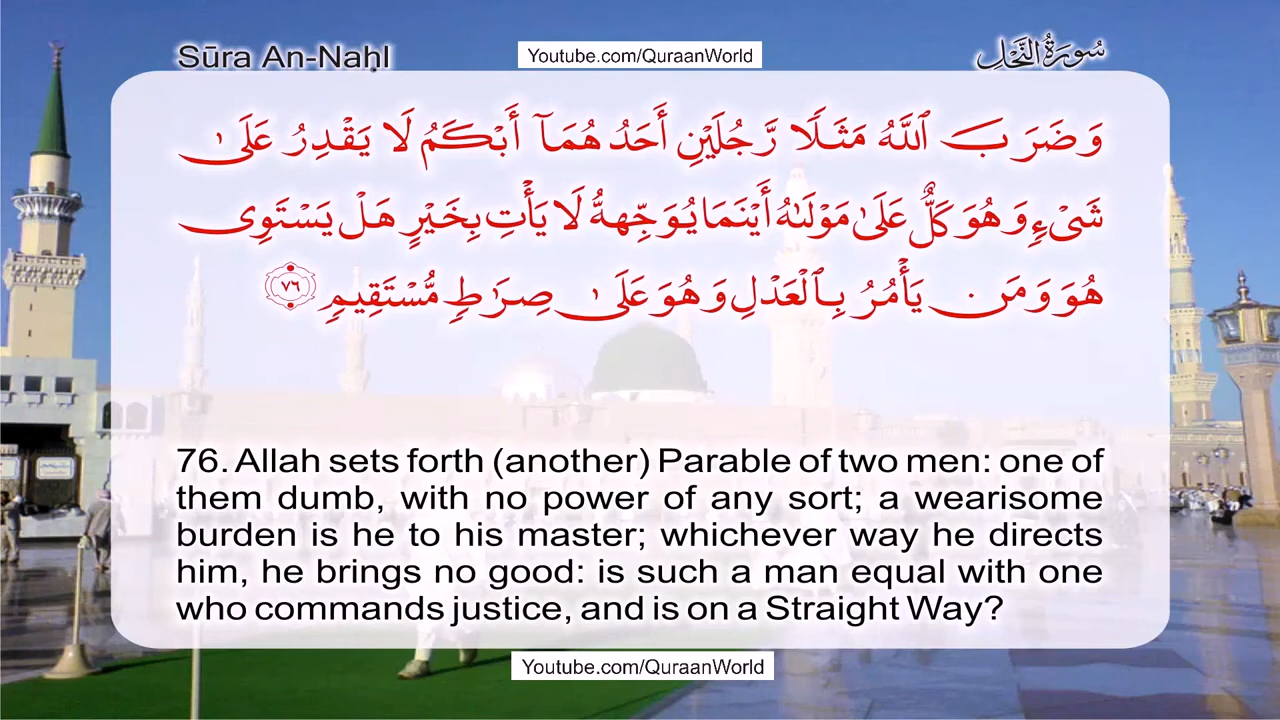 Sūra An-Naḥl
Youtube.com/QuraanWorld
سُورَةُ النَّحْلِ
وَضَرَبَ ٱللَّهُ مَثَلًا رَّجُلَيْنِ أَحَدُهُمَآ أَبْكَمُ لَا يَقْدِرُ عَلَىٰ
شَىْءٍ وَهُوَ كَلٌّ عَلَىٰ مَوْلَىٰهُ أَيْنَمَا يُوَجِّههُّ لَا يَأْتِ بِخَيْرٍ هَلْ يَسْتَوِى
هُوَ وَمَن يَأْمُرُ بِٱلْعَدْلِ وَهُوَ عَلَىٰ صِرَٰطٍ مُّسْتَقِيمٍ ٧٦
76. Allah sets forth (another) Parable of two men: one of
them dumb, with no power of any sort; a wearisome
burden is he to his master; whichever way he directs
him, he brings no good: is such a man equal with one
who commands justice, and is on a Straight Way?
Youtube.com/QuraanWorld